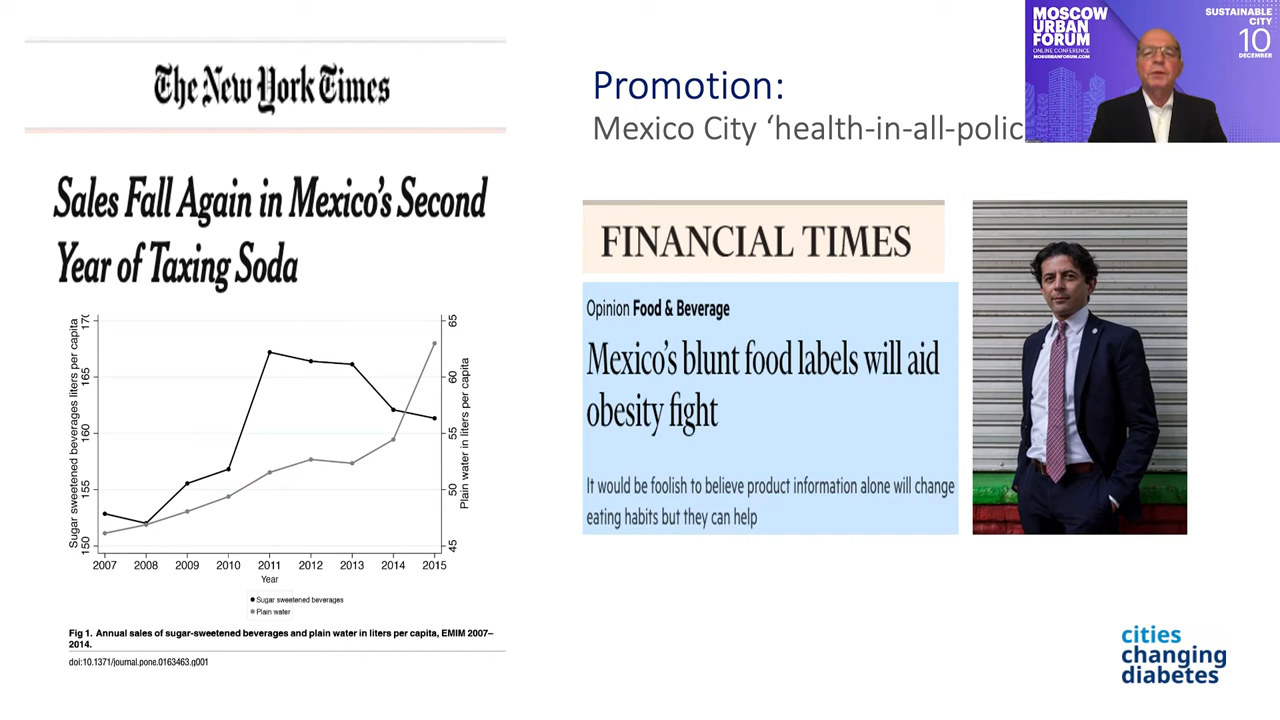 The New York Times
Sales Fall Again in Mexico's Second
Year of Taxing Soda
Sugar sweetened beverages liters per capita
150
155
160
165
Plain water in liters per capita
45
50
55
60
65
2007 2008 2009 2010 2011 2012 2013 2014 2015
Year
Sugar sweetened beverages
Plain water
Fig 1. Annual sales of sugar-sweetened beverages and plain water in liters per capita, EMIM 2007–
2014.
doi:10.1371/journal.pone.0163463.g001
Promotion:
Mexico City ‘health-in-all-polic
FINANCIAL TIMES
Opinion Food & Beverage
Mexico's blunt food labels will aid
obesity fight
It would be foolish to believe product information alone will change
eating habits but they can help
MOSCOW
URBAN
FORUM
ONLINE CONFERENCE
MOSURBANFORUM.COM
SUSTAINABLE
CITY
10
DECEMBER
cities
changing
diabetes